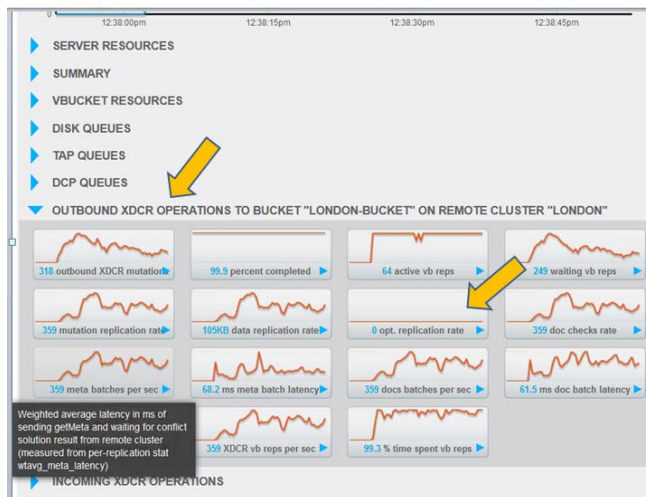 0
12:38:00pm 12:38:15pm 12:38:30pm 12:38:45pm
SERVER RESOURCES
SUMMARY
VBUCKET RESOURCES
DISK QUEUES
TAP QUEUES
DCP QUEUES
OUTBOUND XDCR OPERATIONS TO BUCKET "LONDON-BUCKET" ON REMOTE CLUSTER "LONDON"
318 outbound XDCR mutation 99.9 percent completed 64 active vb reps 249 waiting vb reps
359 mutation replication rate 105KB data replication rate 0 opt. replication rate 359 doc checks rate
359 meta batches per sec 68.2 ms meta batch latency 359 docs batches per sec 61.5 ms doc batch latency
Weighted average latency in ms of
sending getMeta and waiting for conflict
solution result from remote cluster
(measured from per-replication stat
wtavg_meta_latency)
359 XDCR vb reps per sec 99.3 % time spent vb reps
INCOMING XDCR OPERATIONS